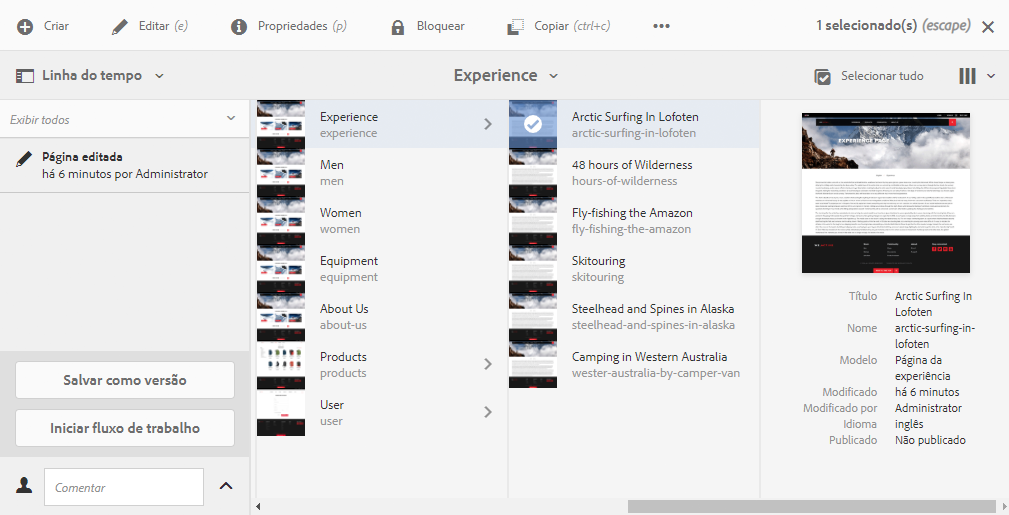 Criar
Editar (e)
Propriedades (p)
Bloquear
Copiar (ctrl+c)
1 selecionado(s) (escape)
Linha do tempo
Experience
Selecionar tudo
Exibir todos
Página editada
há 6 minutos por Administrator
Salvar como versão
Iniciar fluxo de trabalho
Comentar
Experience
experience
Men
men
Women
women
Equipment
equipment
About Us
about-us
Products
products
User
user
Arctic Surfing In Lofoten
arctic-surfing-in-lofoten
48 hours of Wilderness
hours-of-wilderness
Fly-fishing the Amazon
fly-fishing-the-amazon
Skitouring
skitouring
Steelhead and Spines in Alaska
steelhead-and-spines-in-alaska
Camping in Western Australia
wester-australia-by-camper-van
EXPERIENCE PAGE
Título Arctic Surfing In
Lofoten
Nome arctic-surfing-in-
lofoten
Modelo Página da
experiência
Modificado há 6 minutos
Modificado por Administrator
Idioma inglês
Publicado Não publicado